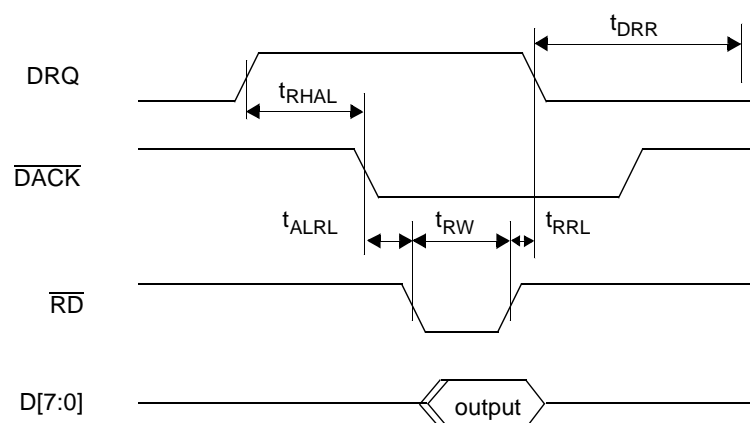 tDRR
DRQ
tRHAL
DACK
tALRL tRW tRRL
RD
D[7:0] output